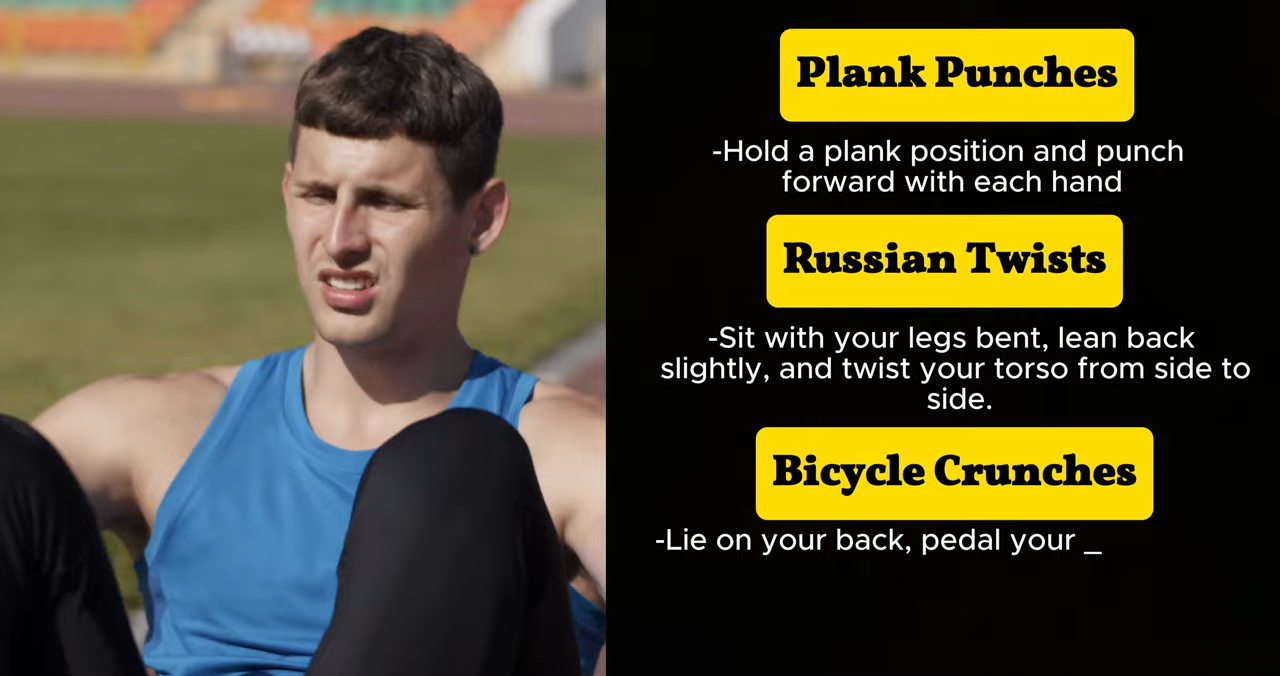 Plank Punches
-Hold a plank position and punch
forward with each hand
Russian Twists
-Sit with your legs bent, lean back
slightly, and twist your torso from side to
side.
Bicycle Crunches
-Lie on your back, pedal your _